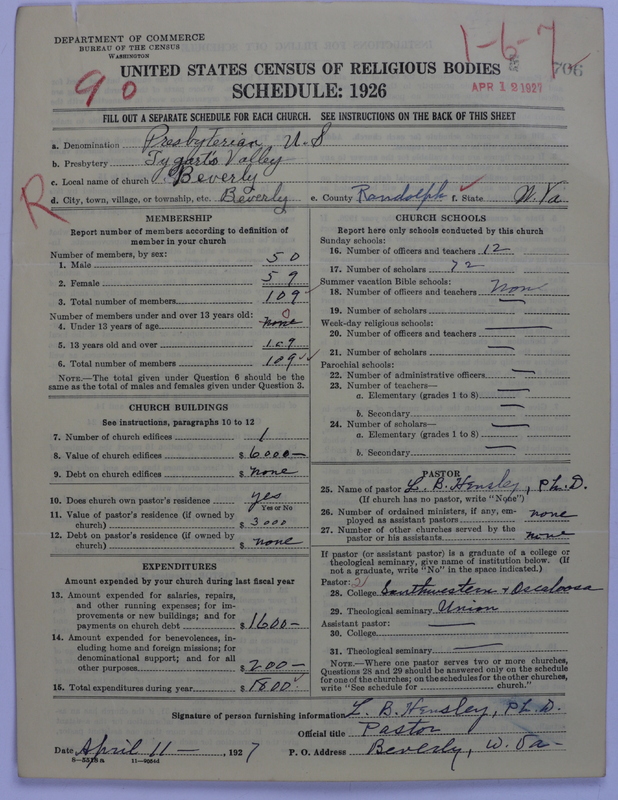 DEPARTMENT OF COMMERCE
BUREAU OF THE CENSUS
WASHINGTON
1-6-7
706
90
APR 12 1927
UNITED STATES CENSUS OF RELIGIOUS BODIES
SCHEDULE: 1926
FILL OUT A SEPARATE SCHEDULE FOR EACH CHURCH. SEE INSTRUCTIONS ON THE BACK OF THIS SHEET
a. Denomination Presbyterian U.S
b. Presbytery Tygarts Valley
c. Local name of church Beverly
R
d. City, town, village, or township, etc. Beverly e. County Randolph f. State W. Va
MEMBERSHIP
Report number of members according to definition of
member in your church
Number of members, by sex:
1. Male 50
2. Female 59
3. Total number of members 109
Number of members under and over 13 years old:
4. Under 13 years of age none 0
5. 13 years old and over 109
6. Total number of members 109
NOTE.—The total given under Question 6 should be the
same as the total of males and females given under Question 3.
CHURCH BUILDINGS
See instructions, paragraphs 10 to 12
7. Number of church edifices 1
8. Value of church edifices $ 6000—
9. Debt on church edifices $ none
10. Does church own pastor's residence yes
Yes or No
11. Value of pastor's residence (if owned by
church) $ 3000
12. Debt on pastor's residence (if owned by
church) $ none
EXPENDITURES
Amount expended by your church during last fiscal year
13. Amount expended for salaries, repairs,
and other running expenses; for im-
provements or new buildings; and for
payments on church debt $ 1600—
14. Amount expended for benevolences, in-
cluding home and foreign missions; for
denominational support; and for all
other purposes $ 200—
15. Total expenditures during year $ 1800
CHURCH SCHOOLS
Report here only schools conducted by this church
Sunday schools:
16. Number of officers and teachers 12
17. Number of scholars 72
Summer vacation Bible schools:
18. Number of officers and teachers None
19. Number of scholars —
Week-day religious schools: —
20. Number of officers and teachers
21. Number of scholars —
Parochial schools:
22. Number of administrative officers —
23. Number of teachers—
a. Elementary (grades 1 to 8) —
b. Secondary —
24. Number of scholars— —
a. Elementary (grades 1 to 8) —
b. Secondary —
PASTOR
25. Name of pastor L. B. Hensley, Ph.D.
(If church has no pastor, write "None")
26. Number of ordained ministers, if any, em-
ployed as assistant pastors none
27. Number of other churches served by the
pastor or his assistants none
If pastor (or assistant pastor) is a graduate of a college or
theological seminary, give name of institution below. (If
not a graduate, write "No" in the space indicated.)
Pastor: 21
28. College Southwestern + Oscaloosa
29. Theological seminary Union
Assistant pastor: —
30. College
31. Theological seminary —
NOTE.—Where one pastor serves two or more churches,
Questions 28 and 29 should be answered only on the schedule
for one of the churches; on the schedules for the other churches,
write "See schedule for church."
Signature of person furnishing information L. B. Hensley, Ph.D.
Official title Pastor
Date April 11— , 1927 P. O. Address Beverly, W. Va—
8—5518a 11—9054d